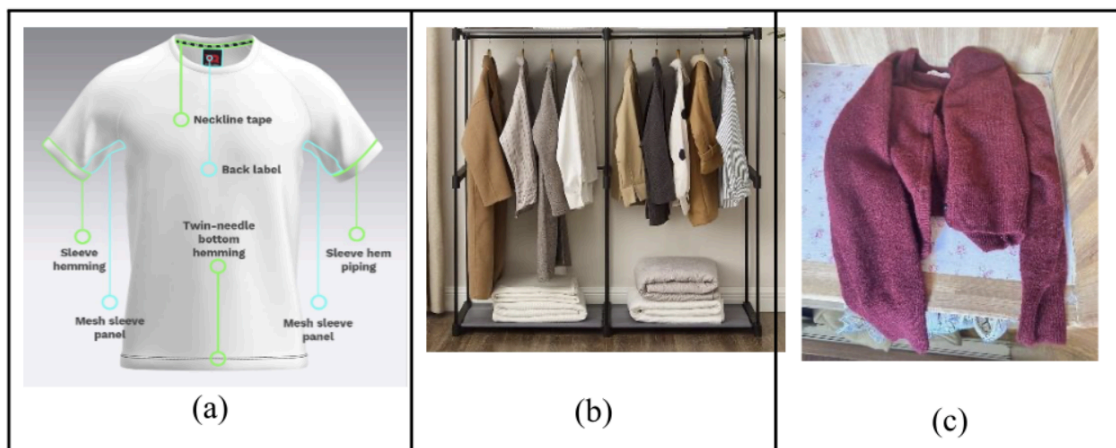 Neckline tape
Back label
Twin-needle
bottom
hemming
Sleeve
hemming
Sleeve hem
piping
Mesh sleeve
panel
Mesh sleeve
panel
(a)
(b)
(c)